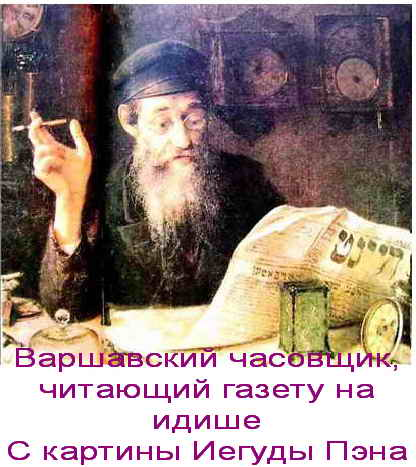 Варшавский часовщик,
читающий газету на
идише
С картины Иегуды Пэна